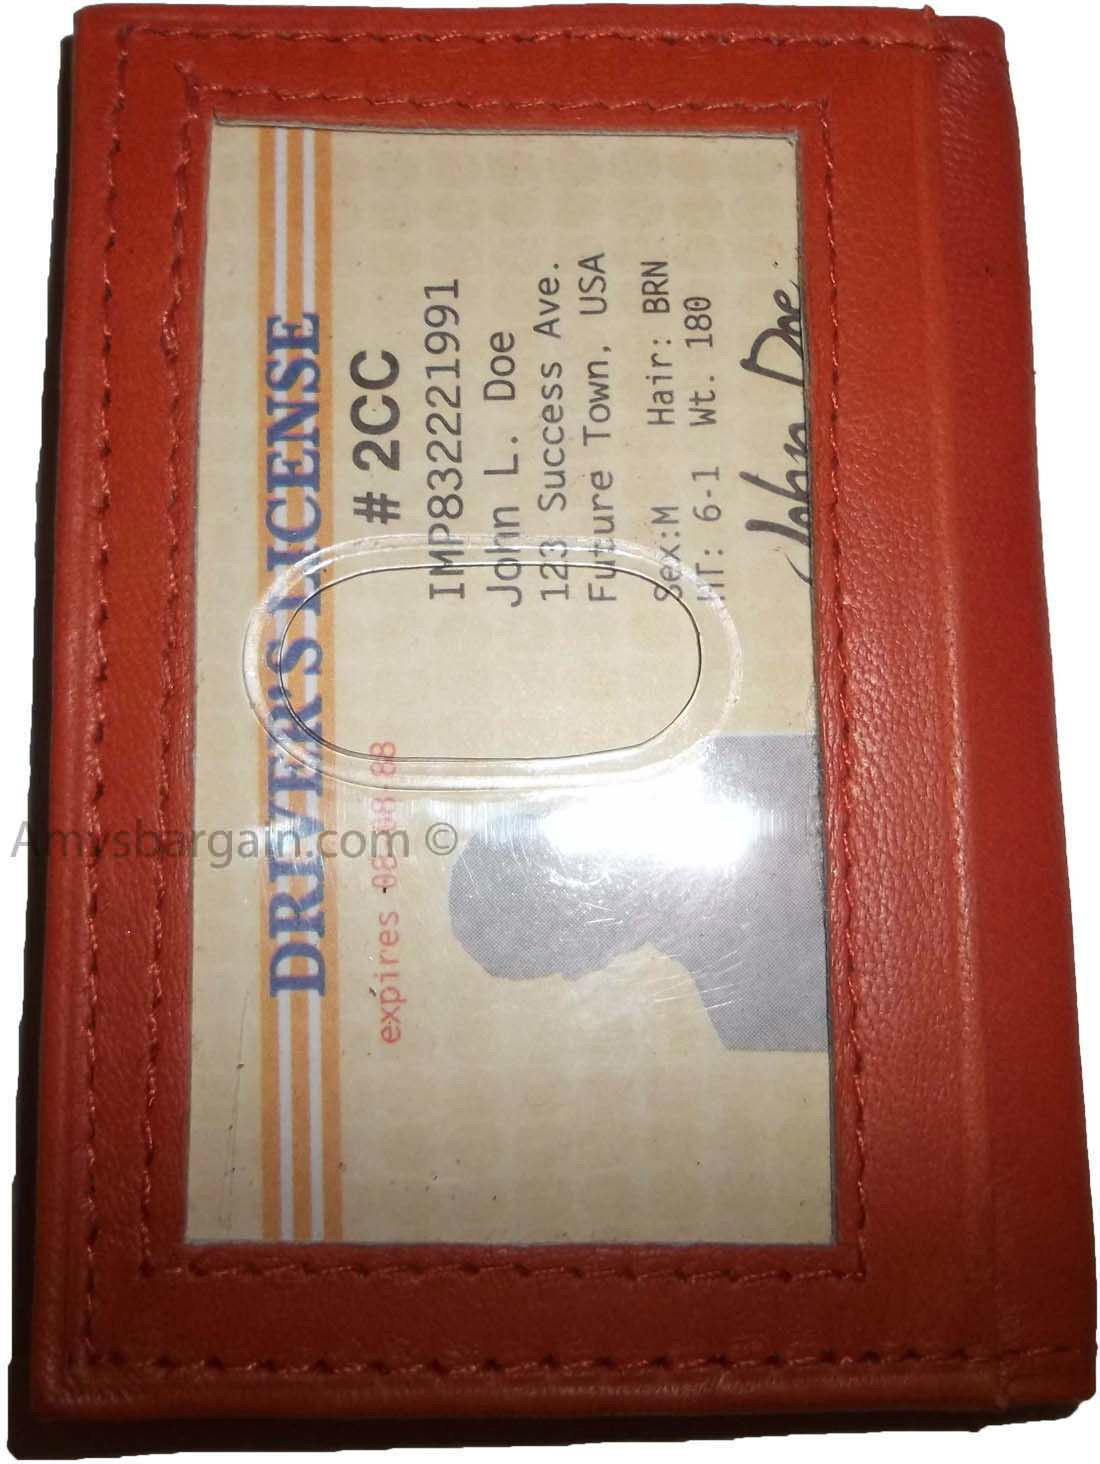 DRIVER'S LICENSE
expires 08-08-88
# 2CC
IMP832221991
John L. Doe
123 Success Ave.
Future Town, USA
Sex:M Hair: BRN
HT: 6-1 Wt. 180
John Doe
Amysbargain.com ©